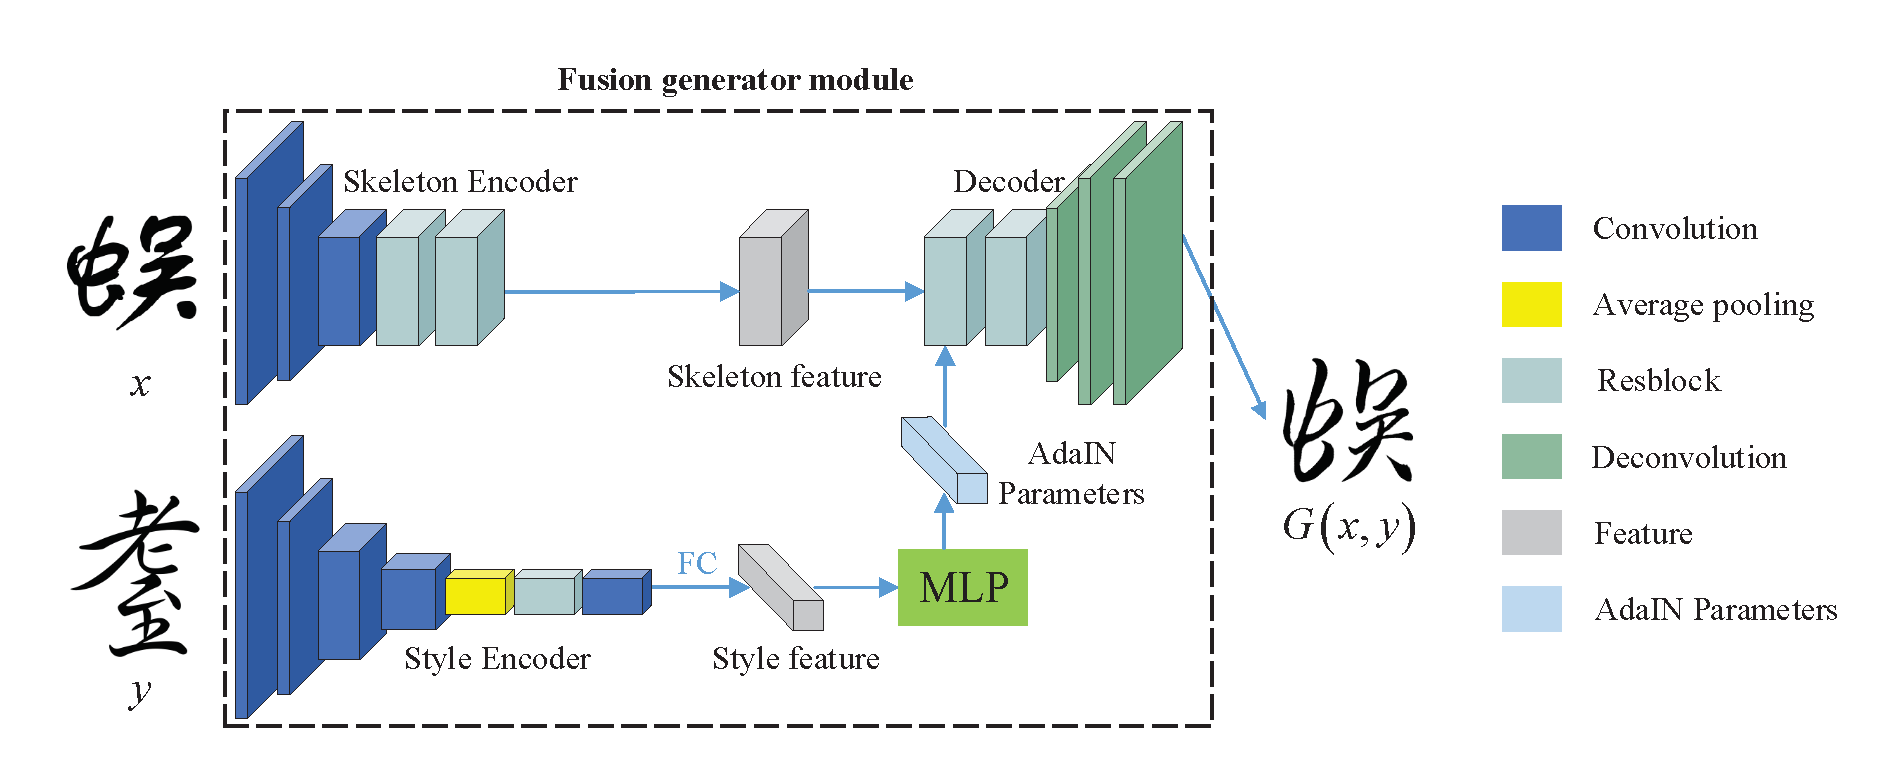 Fusion generator module
Skeleton Encoder
Decoder
蜈
x
Skeleton feature
AdaIN
Parameters
耋
y
FC
MLP
Style Encoder
Style feature
G(x, y)
Convolution
Average pooling
Resblock
Deconvolution
Feature
AdaIN Parameters